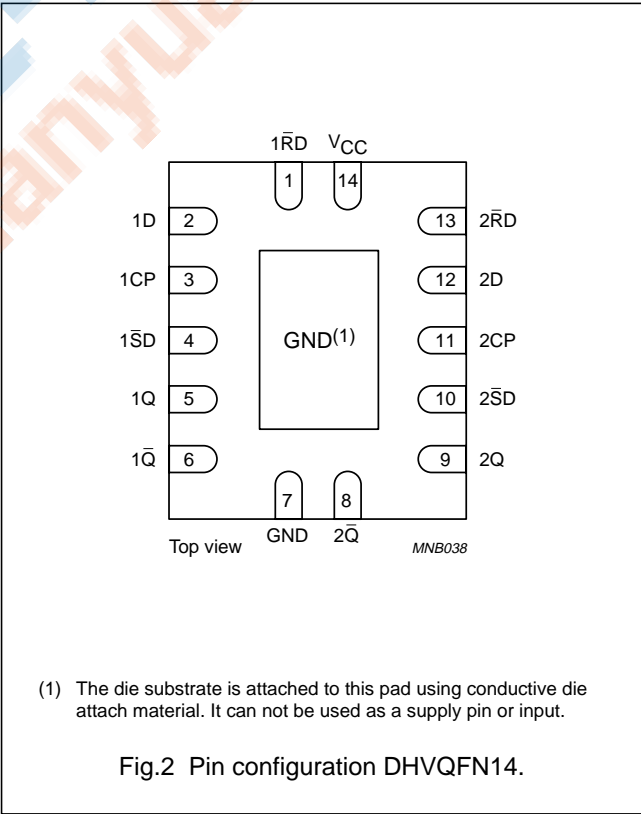 1R̅D VCC
1 14
1D 2 13 2R̅D
1CP 3 12 2D
1S̅D 4 GND(1) 11 2CP
1Q 5 10 2S̅D
1Q̅ 6 9 2Q
7 8
Top view GND 2Q̅ MNB038
(1) The die substrate is attached to this pad using conductive die
attach material. It can not be used as a supply pin or input.
Fig.2 Pin configuration DHVQFN14.